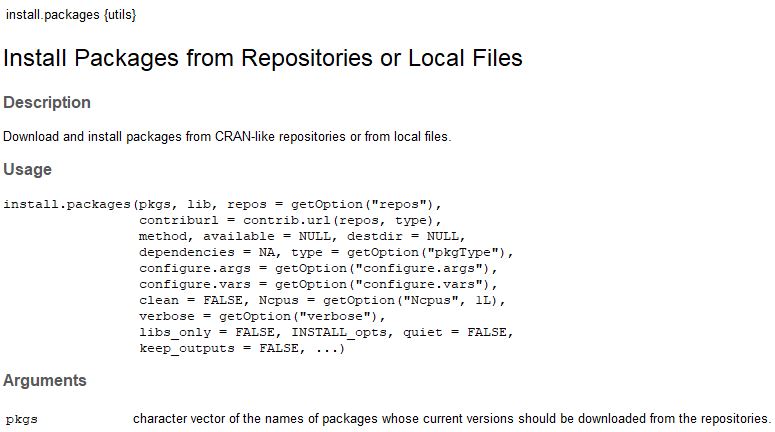 install.packages {utils}
Install Packages from Repositories or Local Files
Description
Download and install packages from CRAN-like repositories or from local files.
Usage
install.packages(pkgs, lib, repos = getOption("repos"),
contriburl = contrib.url(repos, type),
method, available = NULL, destdir = NULL,
dependencies = NA, type = getOption("pkgType"),
configure.args = getOption("configure.args"),
configure.vars = getOption("configure.vars"),
clean = FALSE, Ncpus = getOption("Ncpus", 1L),
verbose = getOption("verbose"),
libs_only = FALSE, INSTALL_opts, quiet = FALSE,
keep_outputs = FALSE, ...)
Arguments
pkgs character vector of the names of packages whose current versions should be downloaded from the repositories.